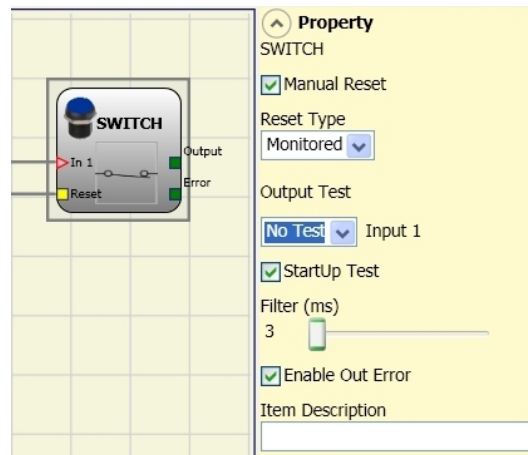 SWITCH
In 1
Output
Reset
Error
Property
SWITCH
Manual Reset
Reset Type
Monitored
Output Test
No Test Input 1
StartUp Test
Filter (ms)
3
Enable Out Error
Item Description